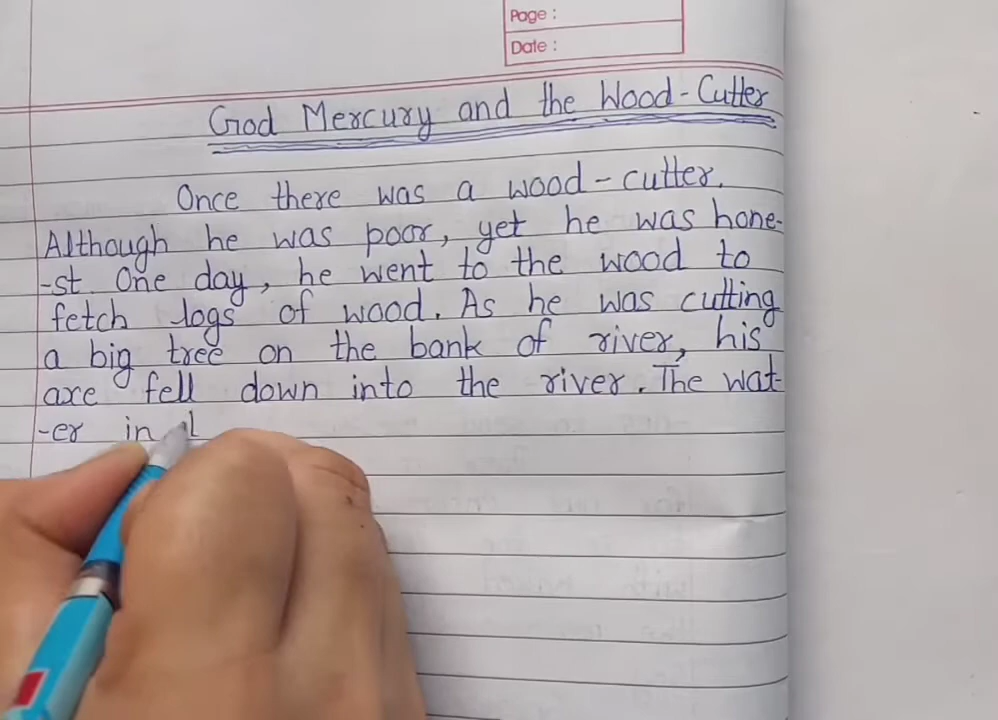 Page :
Date :
God Mercury and the Wood-Cutter
Once there was a wood-cutter.
Although he was poor, yet he was hone-
-st One day, he went to the wood to
fetch logs of wood. As he was cutting
a big tree on the bank of river, his
axe fell down into the river. The wat-
-er in